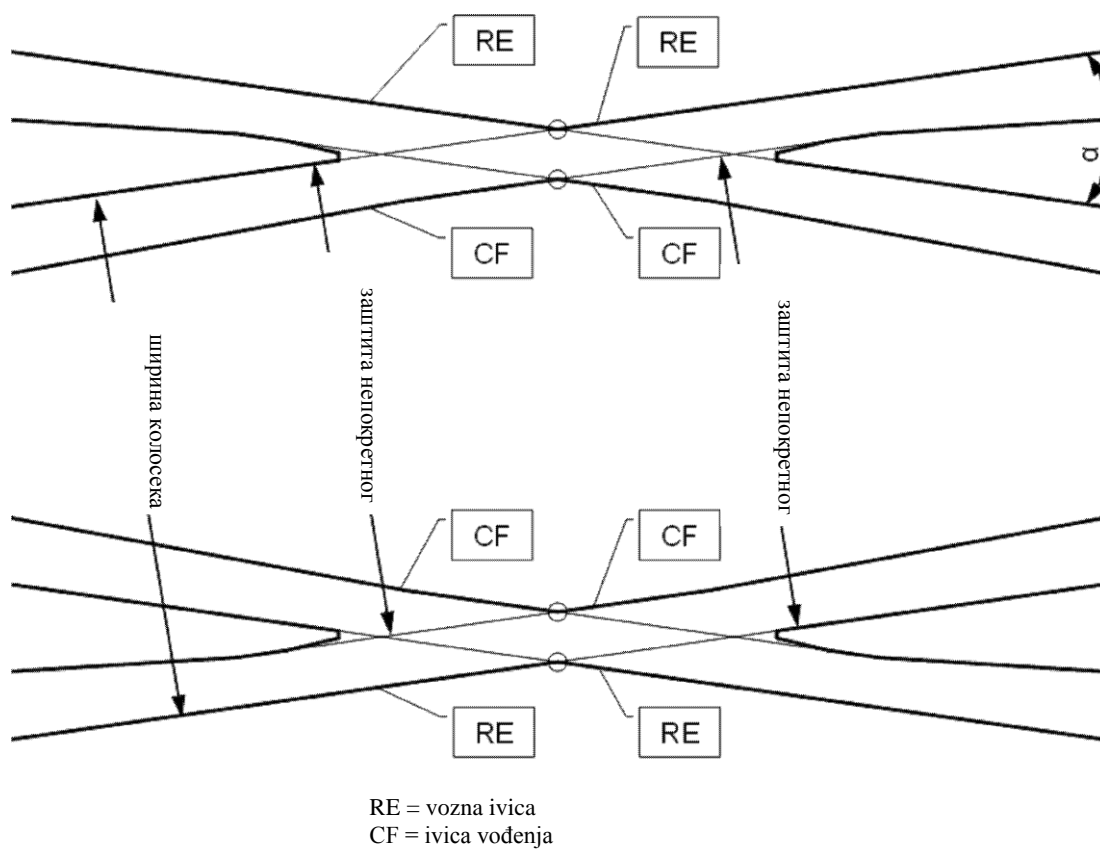 RE
RE
CF
CF
α
ширина колосека
заштита непокретног
заштита непокретног
CF
CF
RE
RE
RE = vozna ivica
CF = ivica vođenja